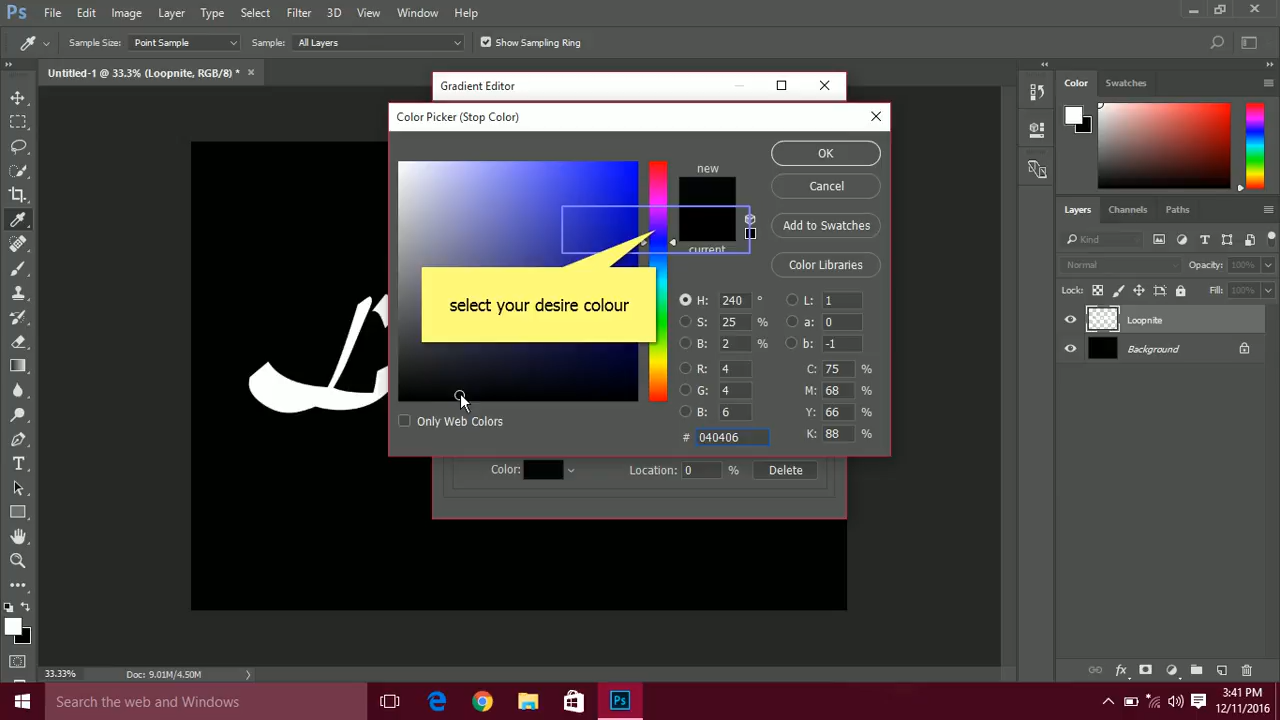 Ps File Edit Image Layer Type Select Filter 3D View Window Help
Sample Size: Point Sample Sample: All Layers Show Sampling Ring
Untitled-1 @ 33.3% (Loopnite, RGB/8) *
Gradient Editor
Color Picker (Stop Color)
new
current
OK
Cancel
Add to Swatches
Color Libraries
select your desire colour
H: 240 °
S: 25 %
B: 2 %
R: 4
G: 4
B: 6
# 040406
L: 1
a: 0
b: -1
C: 75 %
M: 68 %
Y: 66 %
K: 88 %
Only Web Colors
Color: Location: 0 % Delete
Color Swatches
Layers Channels Paths
Kind
Normal Opacity: 100%
Lock: Fill: 100%
Loopnite
Background
fx
33.33% Doc: 9.01M/4.50M
Search the web and Windows
Ps
3:41 PM
12/11/2016